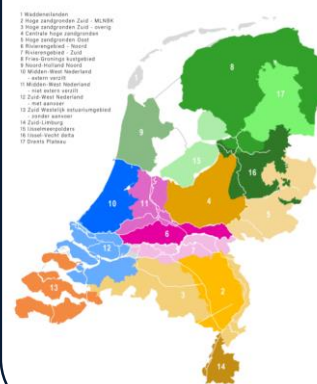 1 Waddeneilanden
2 Hoge zandgronden Zuid - MLNBK
3 Hoge zandgronden Zuid - overig
4 Centrale hoge zandgronden
5 Hoge zandgronden Oost
6 Rivierengebied - Noord
7 Rivierengebied - Zuid
8 Fries-Gronings kustgebied
9 Noord-Holland Noord
10 Midden-West Nederland
- extern verzilt
11 Midden-West Nederland
- niet extern verzilt
12 Zuid-West Nederland
- met aanvoer
13 Zuid Westelijk estuariumgebied
- zonder aanvoer
14 Zuid-Limburg
15 IJsselmeerpolders
16 IJssel-Vecht delta
17 Drents Plateau
8
17
9
15
16
10
11
4
5
6
7
12
13
3
2
14